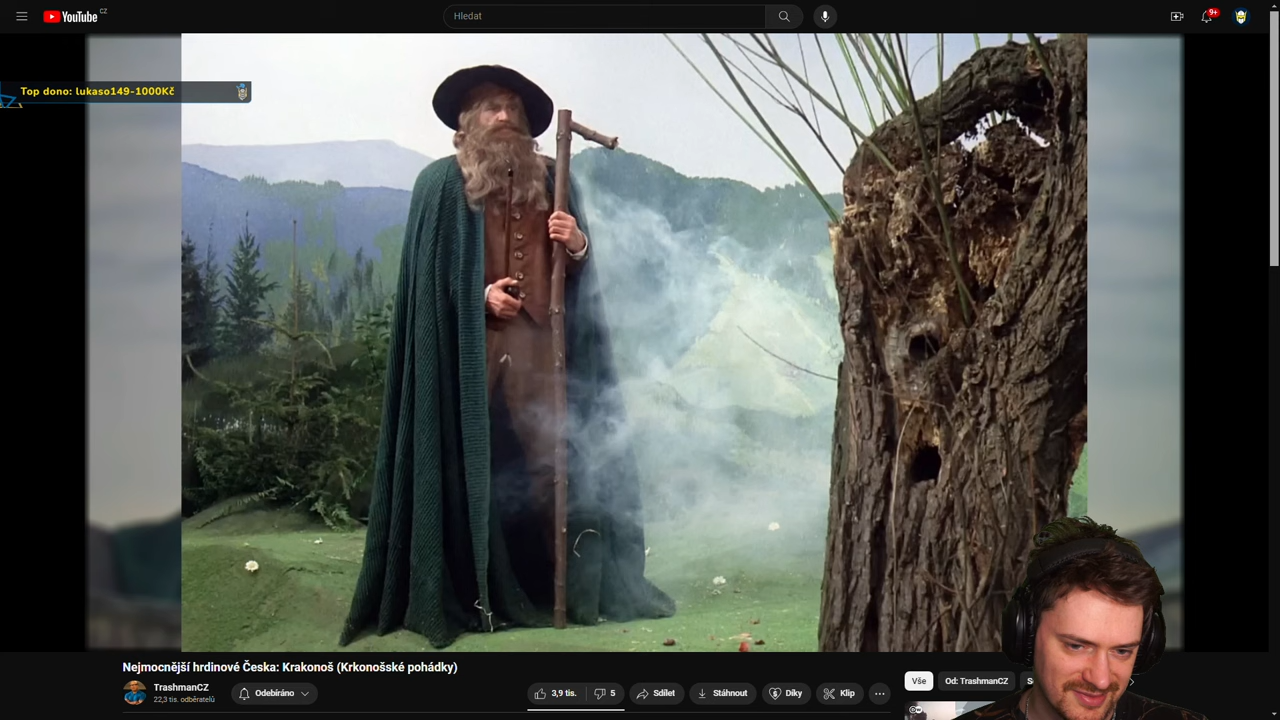 YouTube CZ
Hledat
9+
Top dono: lukaso149-1000Kč
Nejmocnější hrdinové Česka: Krakonoš (Krkonošské pohádky)
TrashmanCZ
22,3 tis. odběratelů
Odebíráno
3,9 tis.
5
Sdílet
Stáhnout
Díky
Klip
Vše
Od: TrashmanCZ